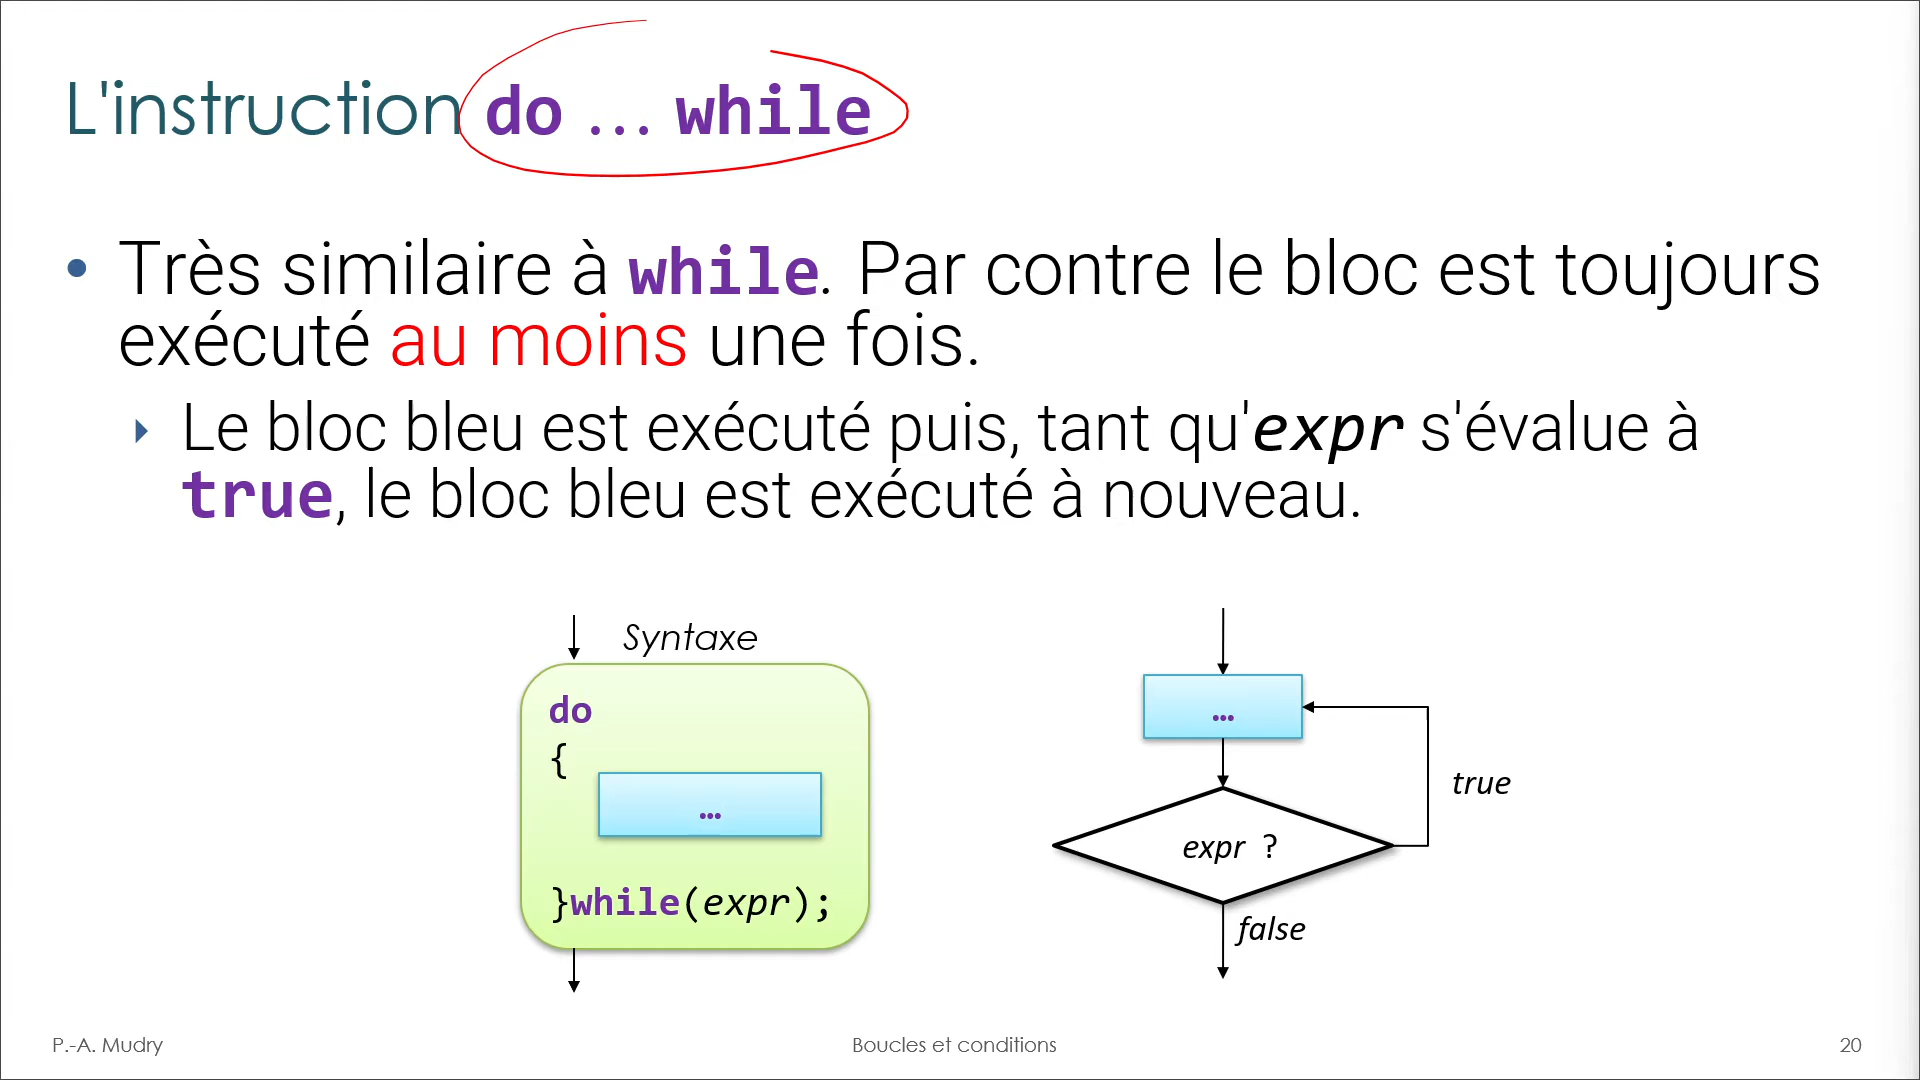 L'instruction do ... while
• Très similaire à while. Par contre le bloc est toujours
exécuté au moins une fois.
Le bloc bleu est exécuté puis, tant qu'expr s'évalue à
true, le bloc bleu est exécuté à nouveau.
Syntaxe
do
{
...
}while(expr);
...
true
expr ?
false
P.-A. Mudry
Boucles et conditions
20